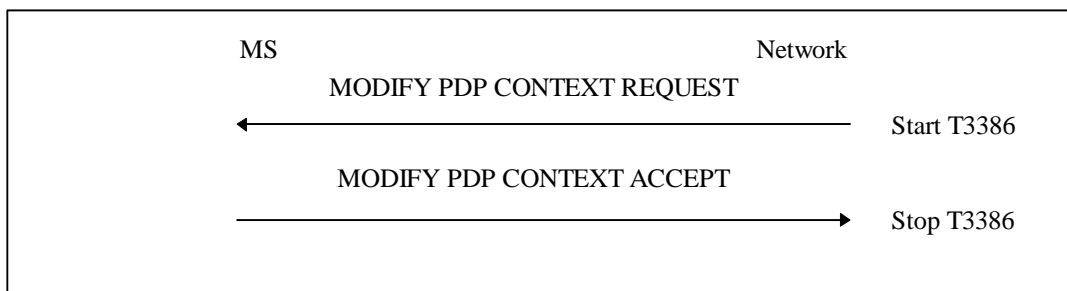 MS Network
MODIFY PDP CONTEXT REQUEST
Start T3386
MODIFY PDP CONTEXT ACCEPT
Stop T3386